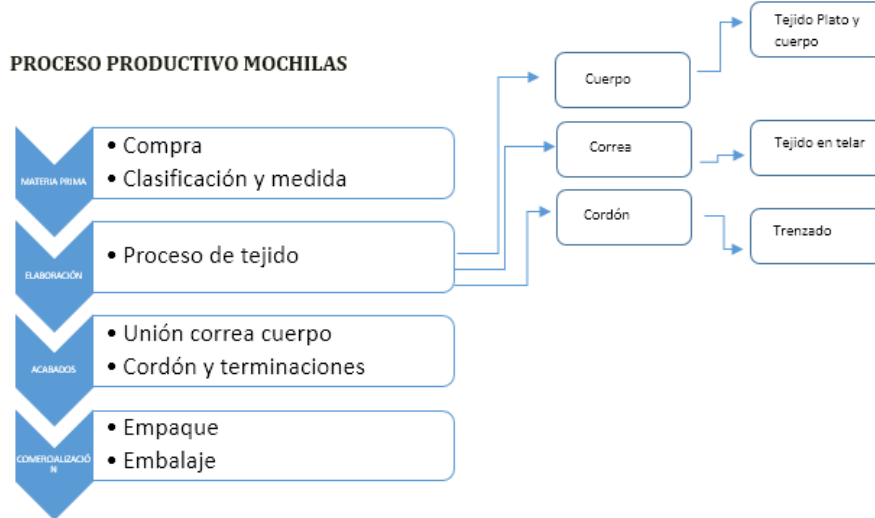 PROCESO PRODUCTIVO MOCHILAS
MATERIA PRIMA
• Compra
• Clasificación y medida
ELABORACIÓN
• Proceso de tejido
Cuerpo
Tejido Plato y
cuerpo
Correa
Tejido en telar
Cordón
Trenzado
ACABADOS
• Unión correa cuerpo
• Cordón y terminaciones
COMERCIALIZACIÓ
N
• Empaque
• Embalaje